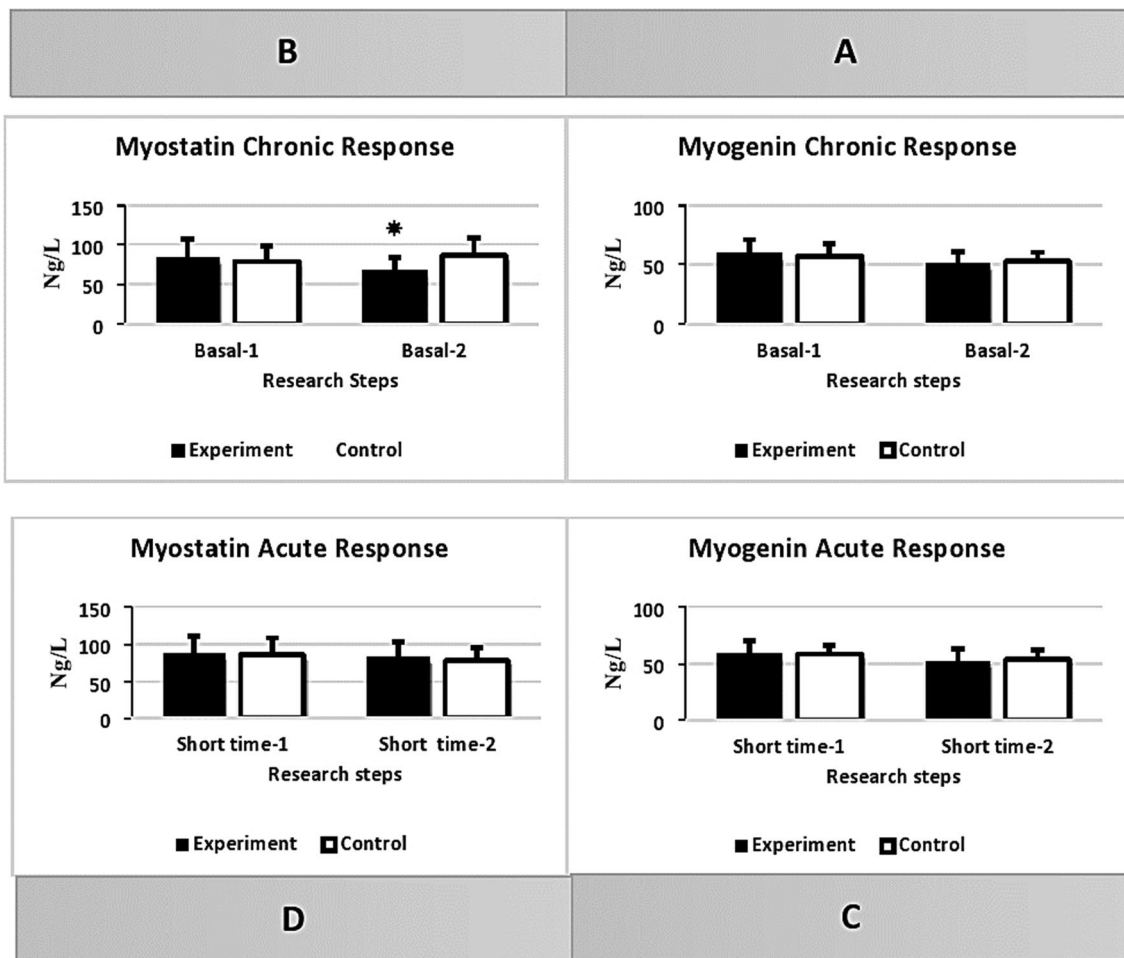 B
A
Myostatin Chronic Response
150
100
50
0
Ng/L
*
Basal-1 Basal-2
Research Steps
Experiment Control
Myogenin Chronic Response
100
50
0
Ng/L
Basal-1 Basal-2
Research steps
Experiment Control
Myostatin Acute Response
150
100
50
0
Ng/L
Short time-1 Short time-2
Research steps
Experiment Control
Myogenin Acute Response
100
50
0
Ng/L
Short time-1 Short time-2
Research steps
Experiment Control
D
C